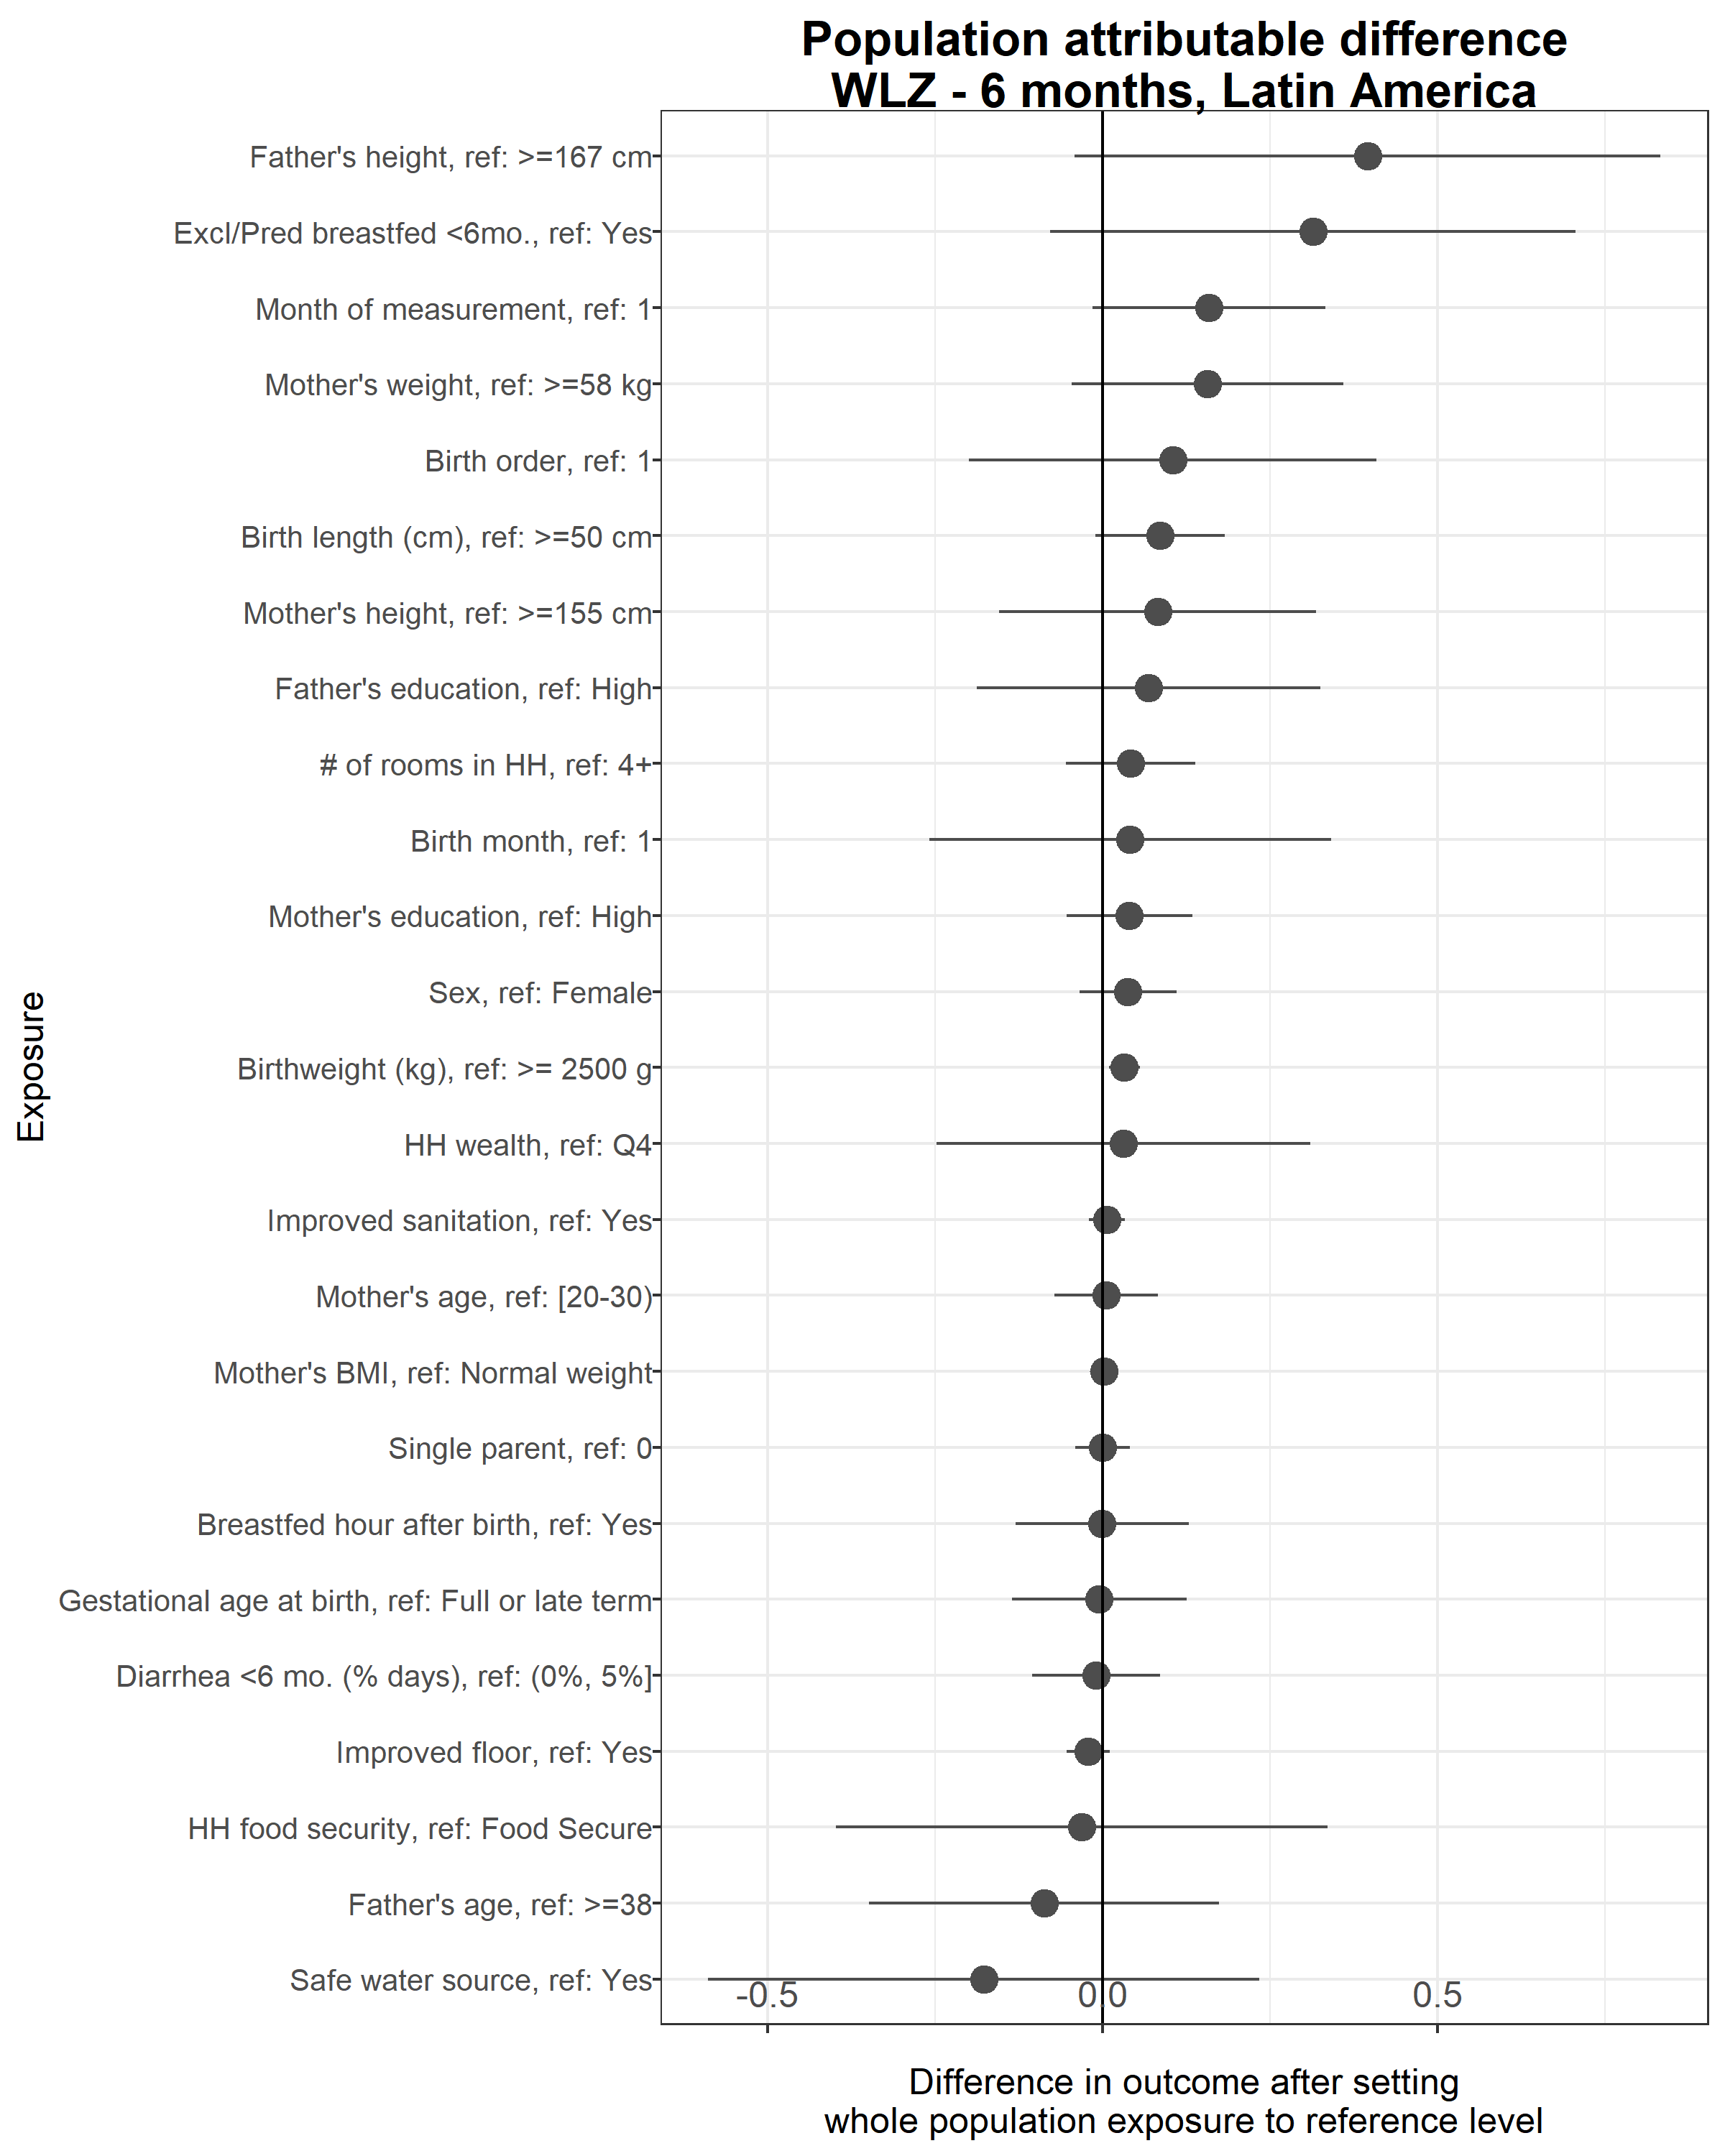 Population attributable difference
WLZ - 6 months, Latin America
Father's height, ref: >=167 cm
Excl/Pred breastfed <6mo., ref: Yes
Month of measurement, ref: 1
Mother's weight, ref: >=58 kg
Birth order, ref: 1
Birth length (cm), ref: >=50 cm
Mother's height, ref: >=155 cm
Father's education, ref: High
# of rooms in HH, ref: 4+
Birth month, ref: 1
Mother's education, ref: High
Sex, ref: Female
Birthweight (kg), ref: >= 2500 g
HH wealth, ref: Q4
Improved sanitation, ref: Yes
Mother's age, ref: [20-30)
Mother's BMI, ref: Normal weight
Single parent, ref: 0
Breastfed hour after birth, ref: Yes
Gestational age at birth, ref: Full or late term
Diarrhea <6 mo. (% days), ref: (0%, 5%]
Improved floor, ref: Yes
HH food security, ref: Food Secure
Father's age, ref: >=38
Safe water source, ref: Yes
Exposure
-0.5 0.0 0.5
Difference in outcome after setting
whole population exposure to reference level